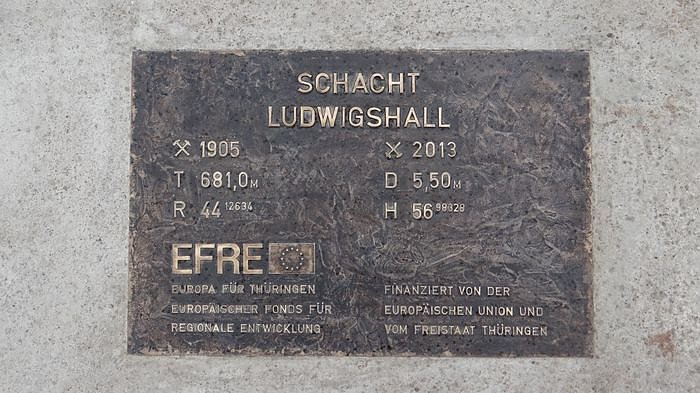 SCHACHT
LUDWIGSHALL
⚒ 1905 ⚔ 2013
T 681,0M D 5,50M
R 44 12634 H 56 98328
EFRE
EUROPA FÜR THÜRINGEN
EUROPÄISCHER FONDS FÜR
REGIONALE ENTWICKLUNG
FINANZIERT VON DER
EUROPÄISCHEN UNION UND
VOM FREISTAAT THÜRINGEN